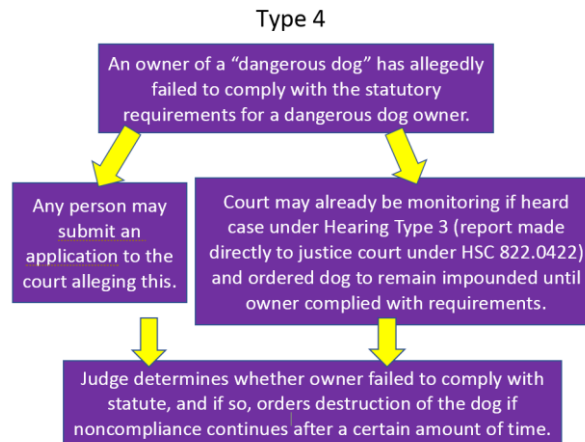 Type 4
An owner of a “dangerous dog” has allegedly
failed to comply with the statutory
requirements for a dangerous dog owner.
Any person may
submit an
application to the
court alleging this.
Court may already be monitoring if heard
case under Hearing Type 3 (report made
directly to justice court under HSC 822.0422)
and ordered dog to remain impounded until
owner complied with requirements.
Judge determines whether owner failed to comply with
statute, and if so, orders destruction of the dog if
noncompliance continues after a certain amount of time.